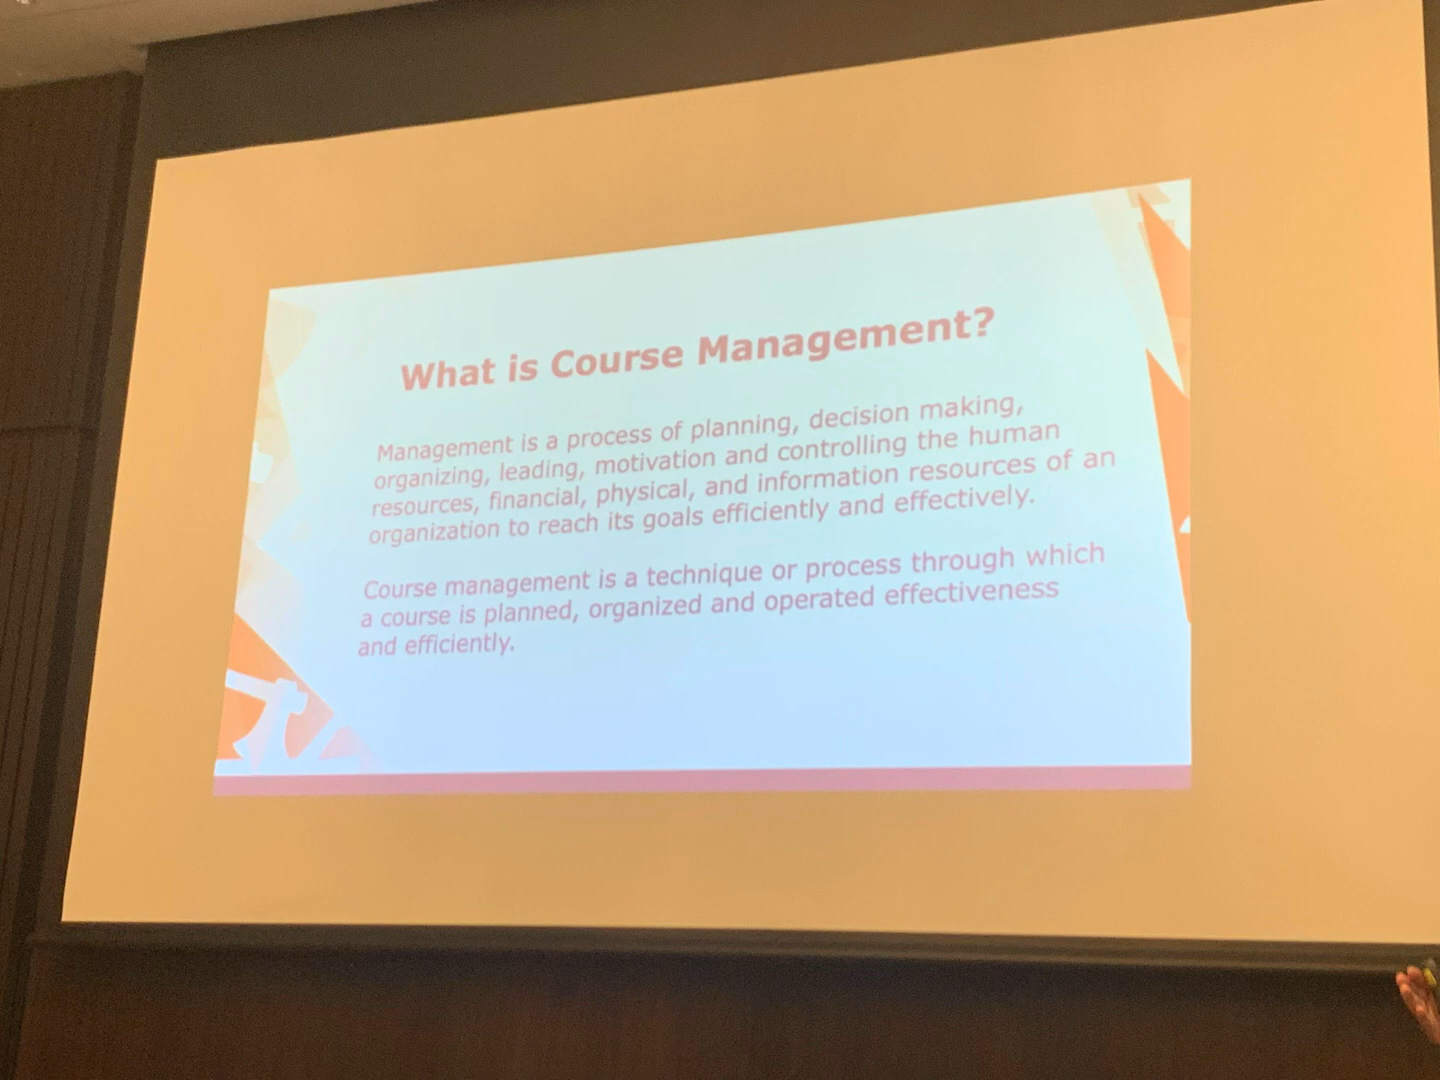 What is Course Management?
Management is a process of planning, decision making,
organizing, leading, motivation and controlling the human
resources, financial, physical, and information resources of an
organization to reach its goals efficiently and effectively.
Course management is a technique or process through which
a course is planned, organized and operated effectiveness
and efficiently.